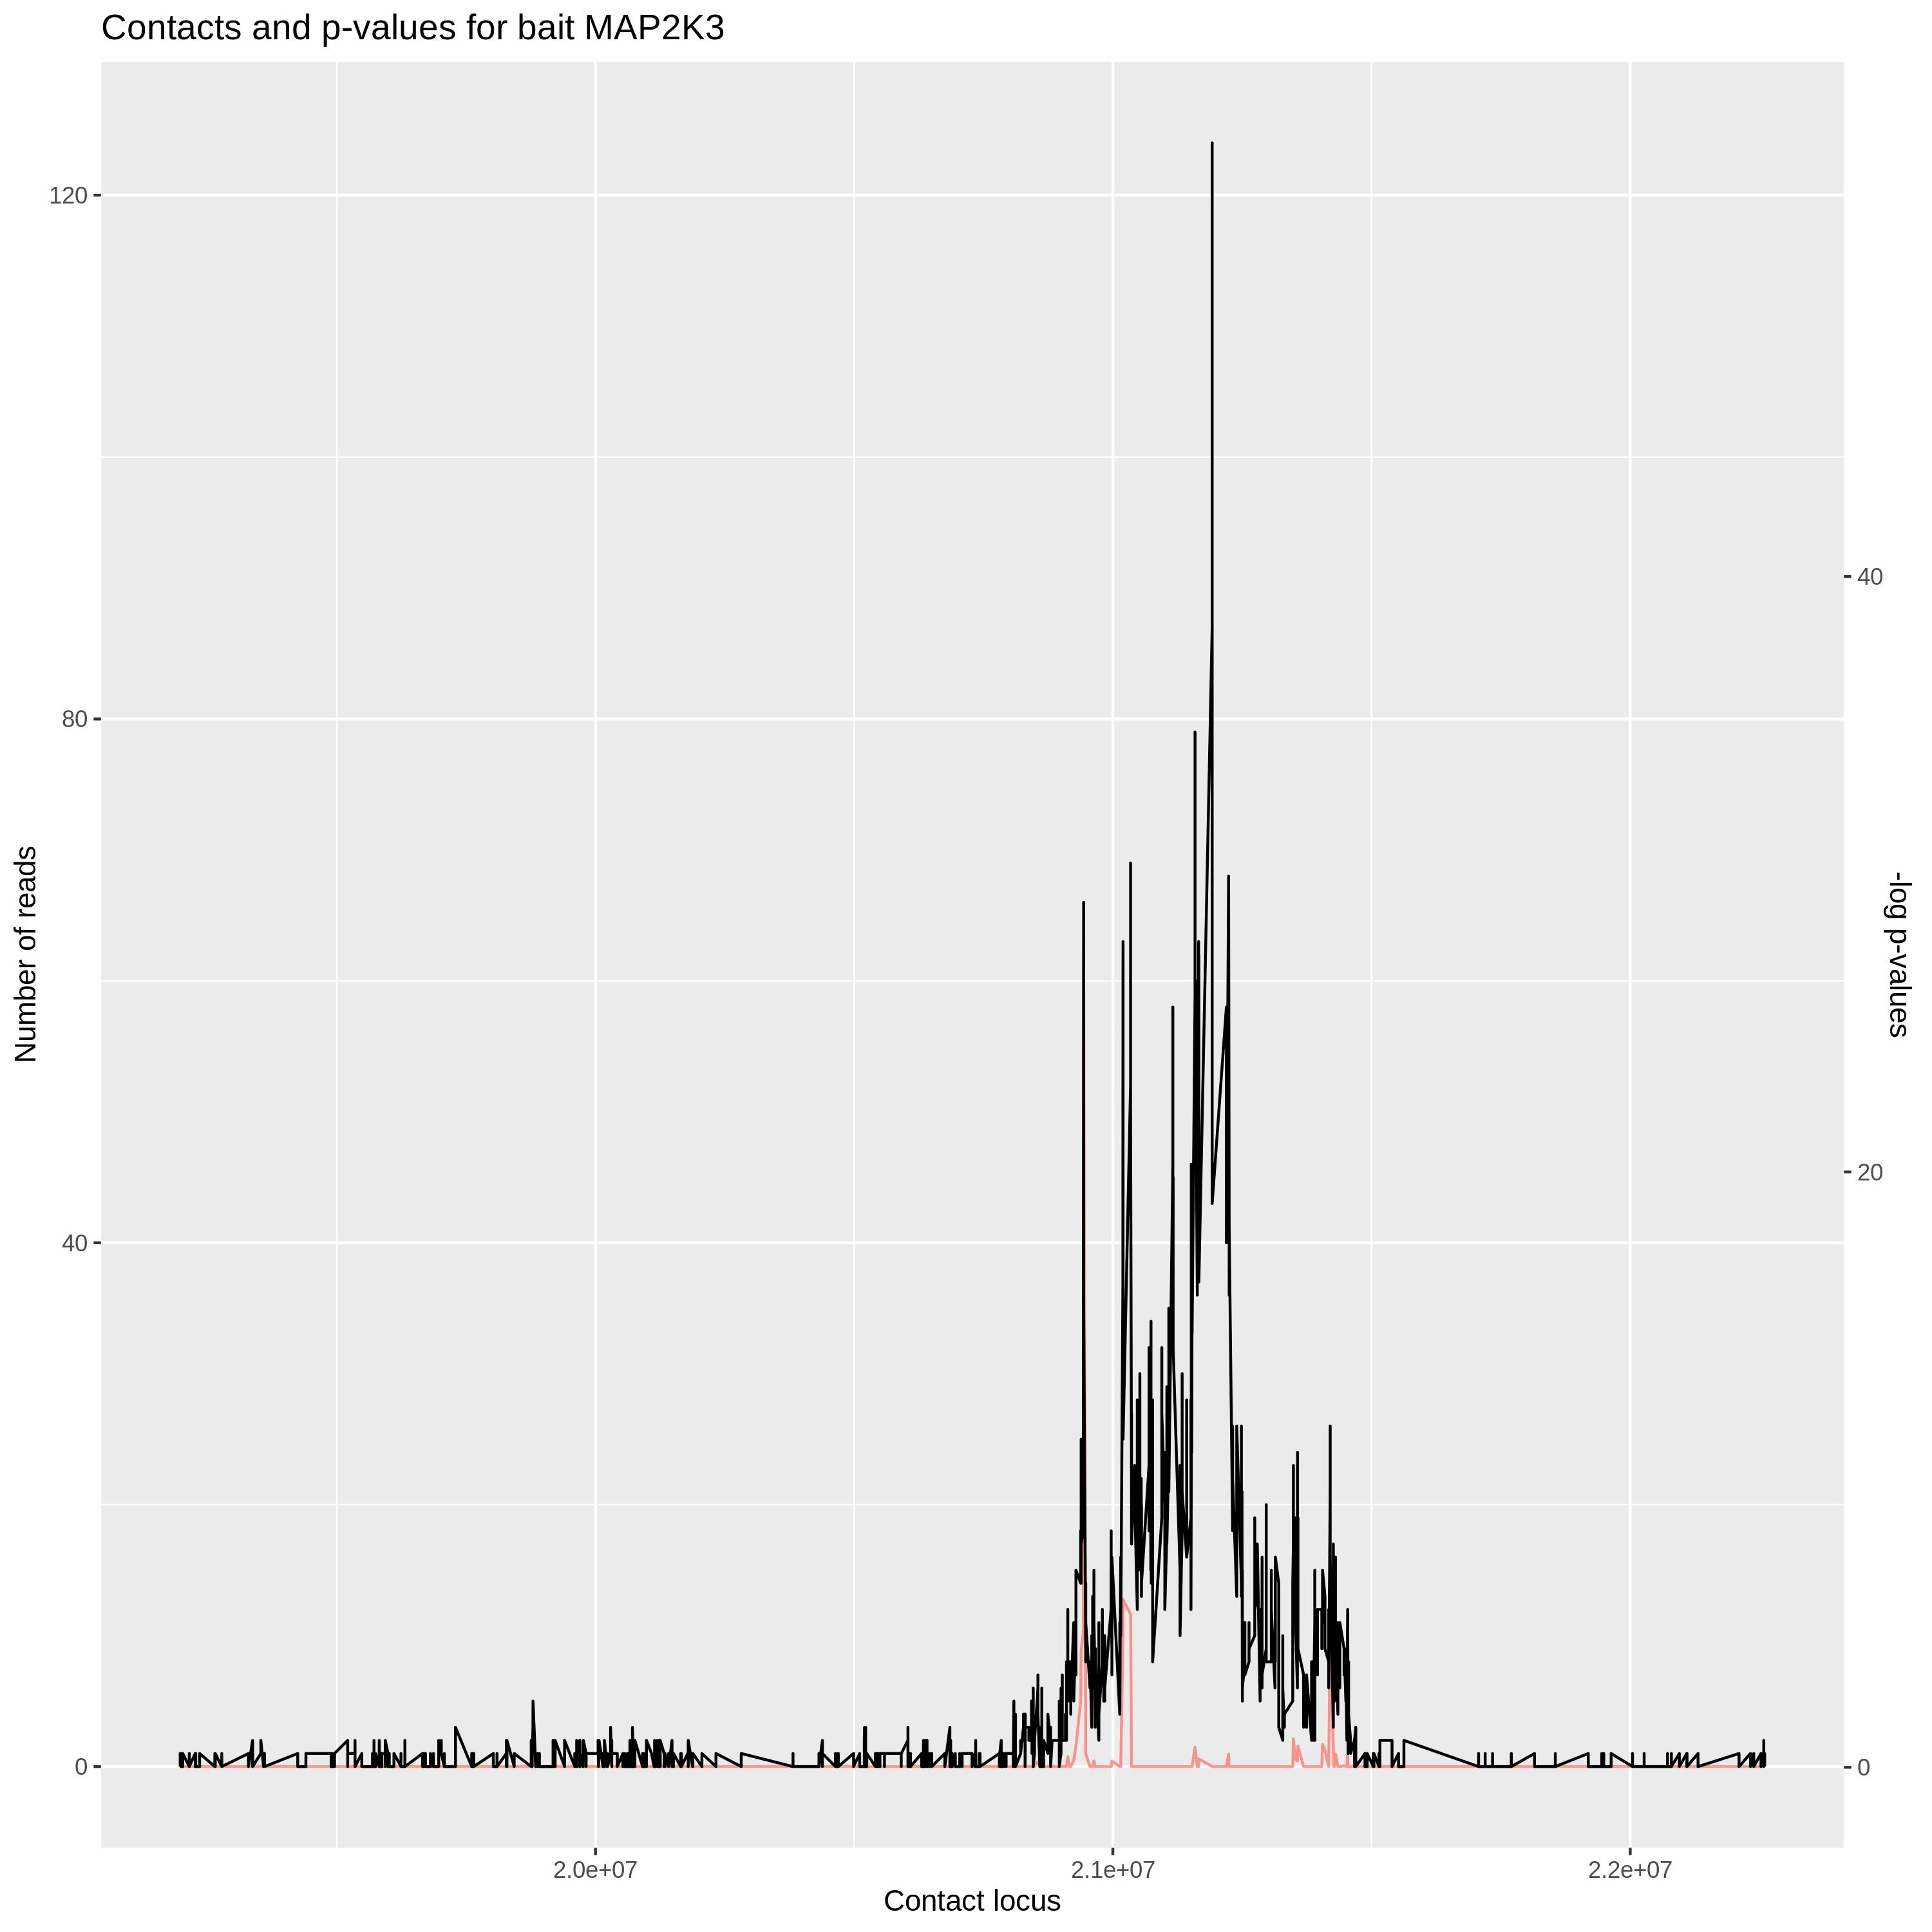 Contacts and p-values for bait MAP2K3
120
80
40
0
Number of reads
40
20
0
-log p-values
2.0e+07
2.1e+07
2.2e+07
Contact locus